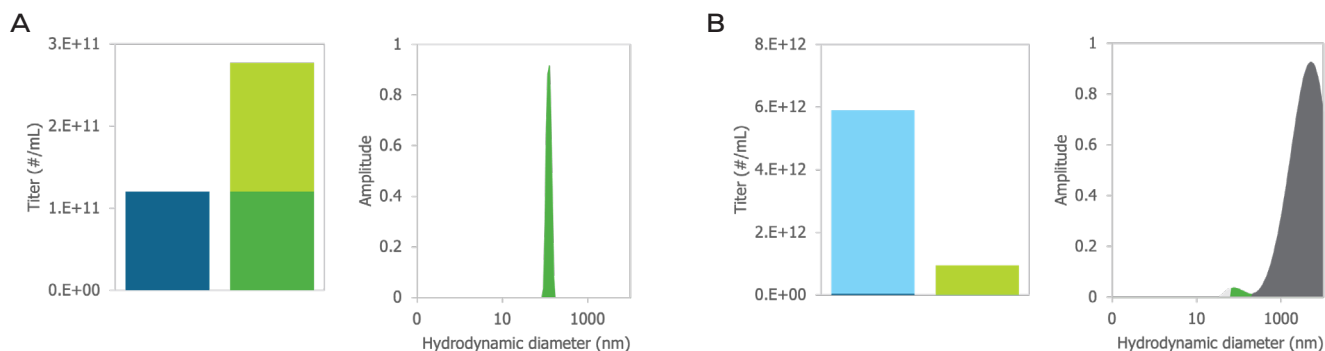 A
Titer (#/mL)
3.E+11
2.E+11
1.E+11
0.E+00
Amplitude
1
0.8
0.6
0.4
0.2
0
0 10 1000
Hydrodynamic diameter (nm)
B
Titer (#/mL)
8.E+12
6.E+12
4.E+12
2.E+12
0.E+00
Amplitude
1
0.8
0.6
0.4
0.2
0
0 10 1000
Hydrodynamic diameter (nm)